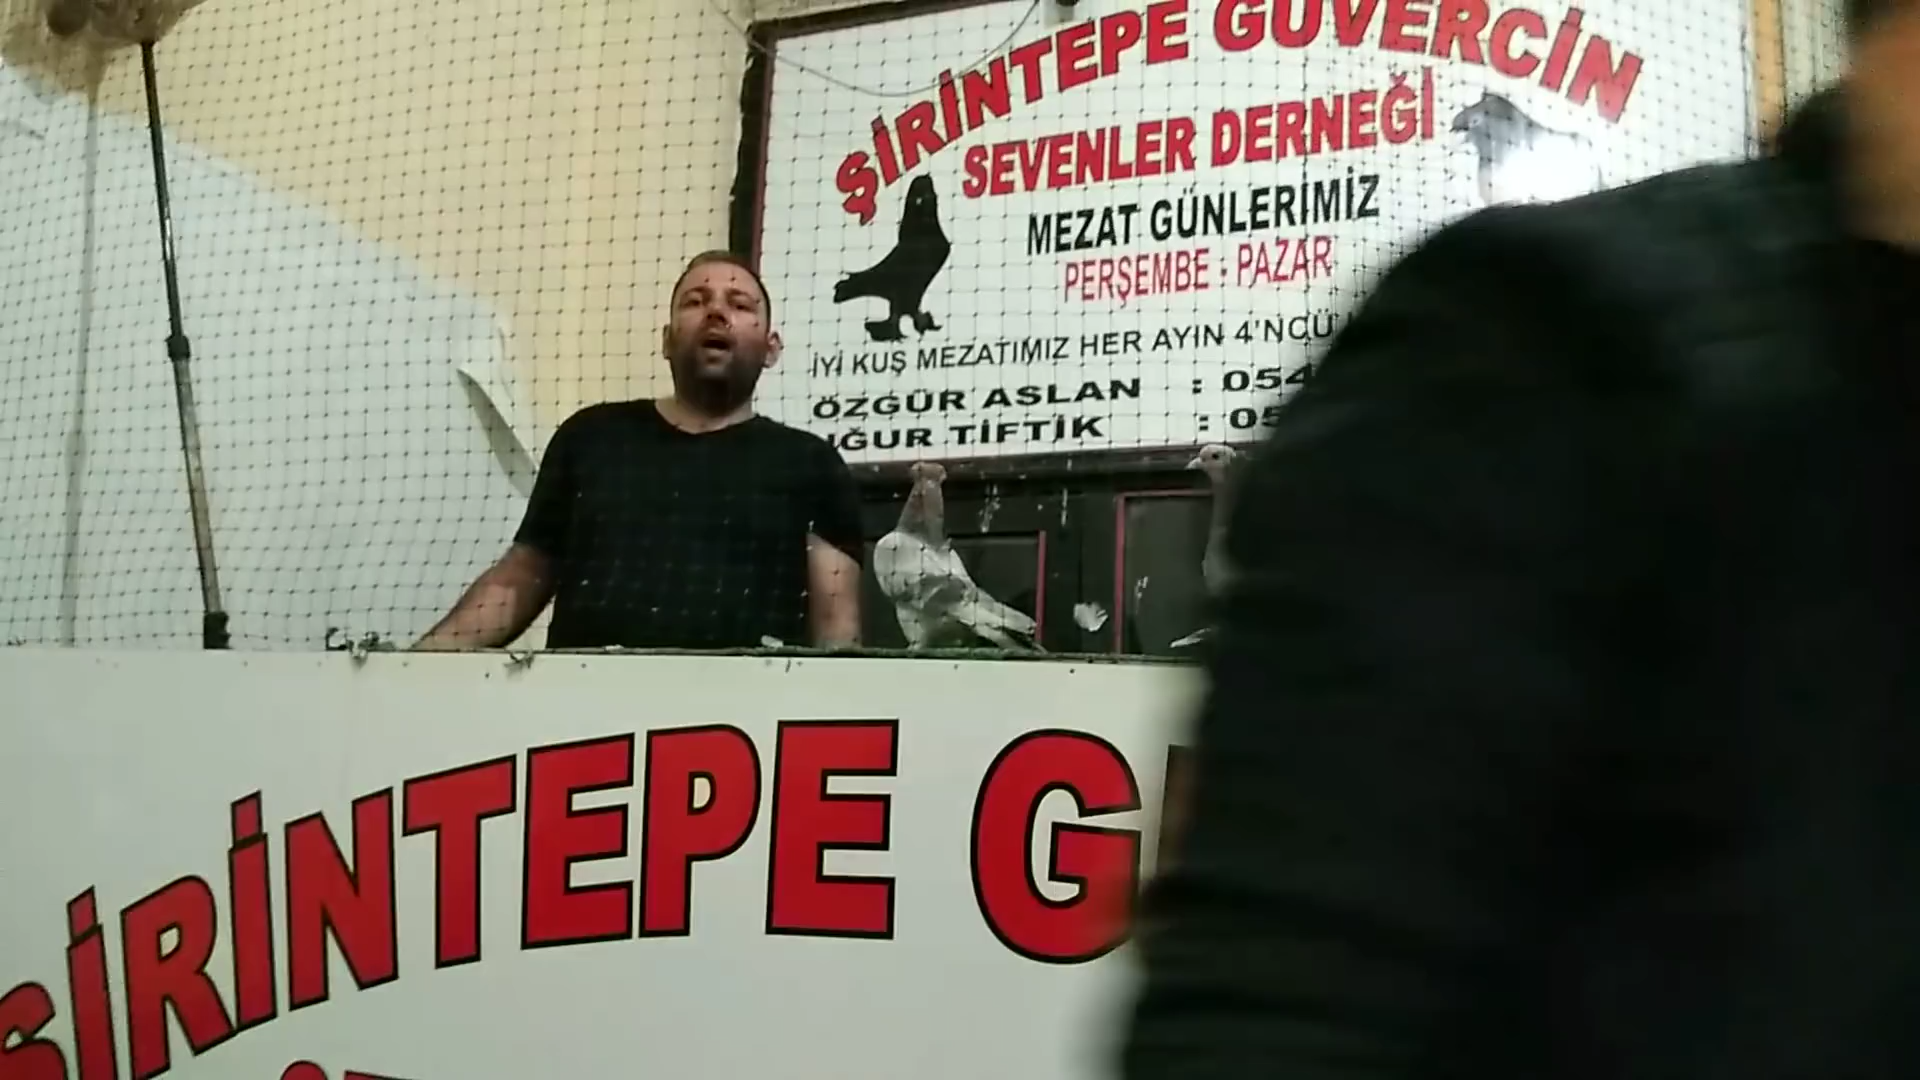 ŞİRİNTEPE GÜVERCİN
SEVENLER DERNEĞİ
MEZAT GÜNLERİMİZ
PERŞEMBE - PAZAR
İYİ KUŞ MEZATIMIZ HER AYIN 4'NCÜ
ÖZGÜR ASLAN : 054
UĞUR TİFTİK : 05
ŞİRİNTEPE G